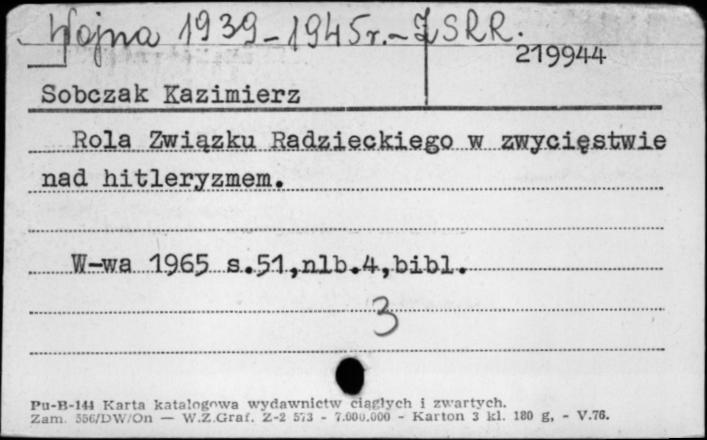 Wojna 1939-1945r.-ZSRR.
219944
Sobczak Kazimierz
Rola Związku Radzieckiego w zwycięstwie
nad hitleryzmem.
W-wa 1965 s.51,nlb.4,bibl.
3
Pu-B-144 Karta katalogowa wydawnictw ciągłych i zwartych.
Zam. 556/DW/On — W.Z.Graf. Z-2 573 - 7.000.000 - Karton 3 kl. 180 g, - V.76.